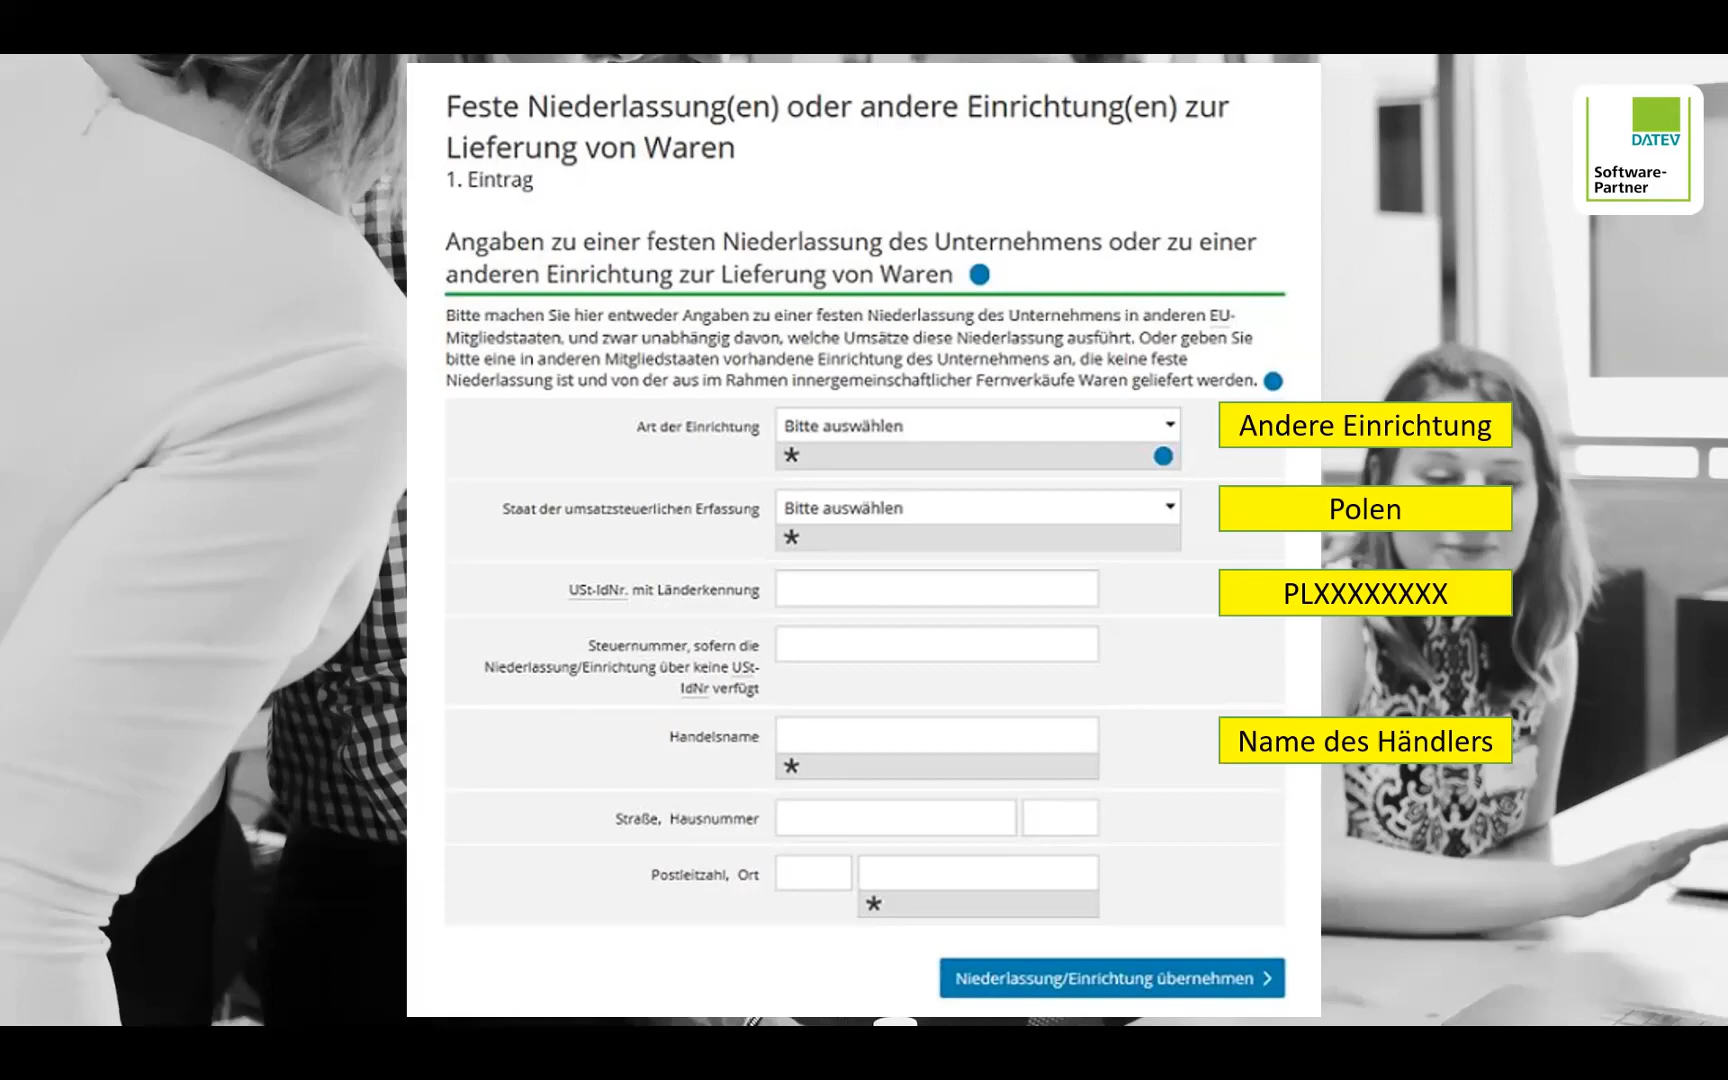 Feste Niederlassung(en) oder andere Einrichtung(en) zur
Lieferung von Waren
1. Eintrag
DATEV
Software-
Partner
Angaben zu einer festen Niederlassung des Unternehmens oder zu einer
anderen Einrichtung zur Lieferung von Waren
Bitte machen Sie hier entweder Angaben zu einer festen Niederlassung des Unternehmens in anderen EU-
Mitgliedstaaten, und zwar unabhängig davon, welche Umsätze diese Niederlassung ausführt. Oder geben Sie
bitte eine in anderen Mitgliedstaaten vorhandene Einrichtung des Unternehmens an, die keine feste
Niederlassung ist und von der aus im Rahmen innergemeinschaftlicher Fernverkäufe Waren geliefert werden.
Art der Einrichtung Bitte auswählen Andere Einrichtung
*
Staat der umsatzsteuerlichen Erfassung Bitte auswählen Polen
*
USt-IdNr. mit Länderkennung PLXXXXXXXX
Steuernummer, sofern die
Niederlassung/Einrichtung über keine USt-
IdNr verfügt
Handelsname Name des Händlers
*
Straße, Hausnummer
Postleitzahl, Ort
*
Niederlassung/Einrichtung übernehmen